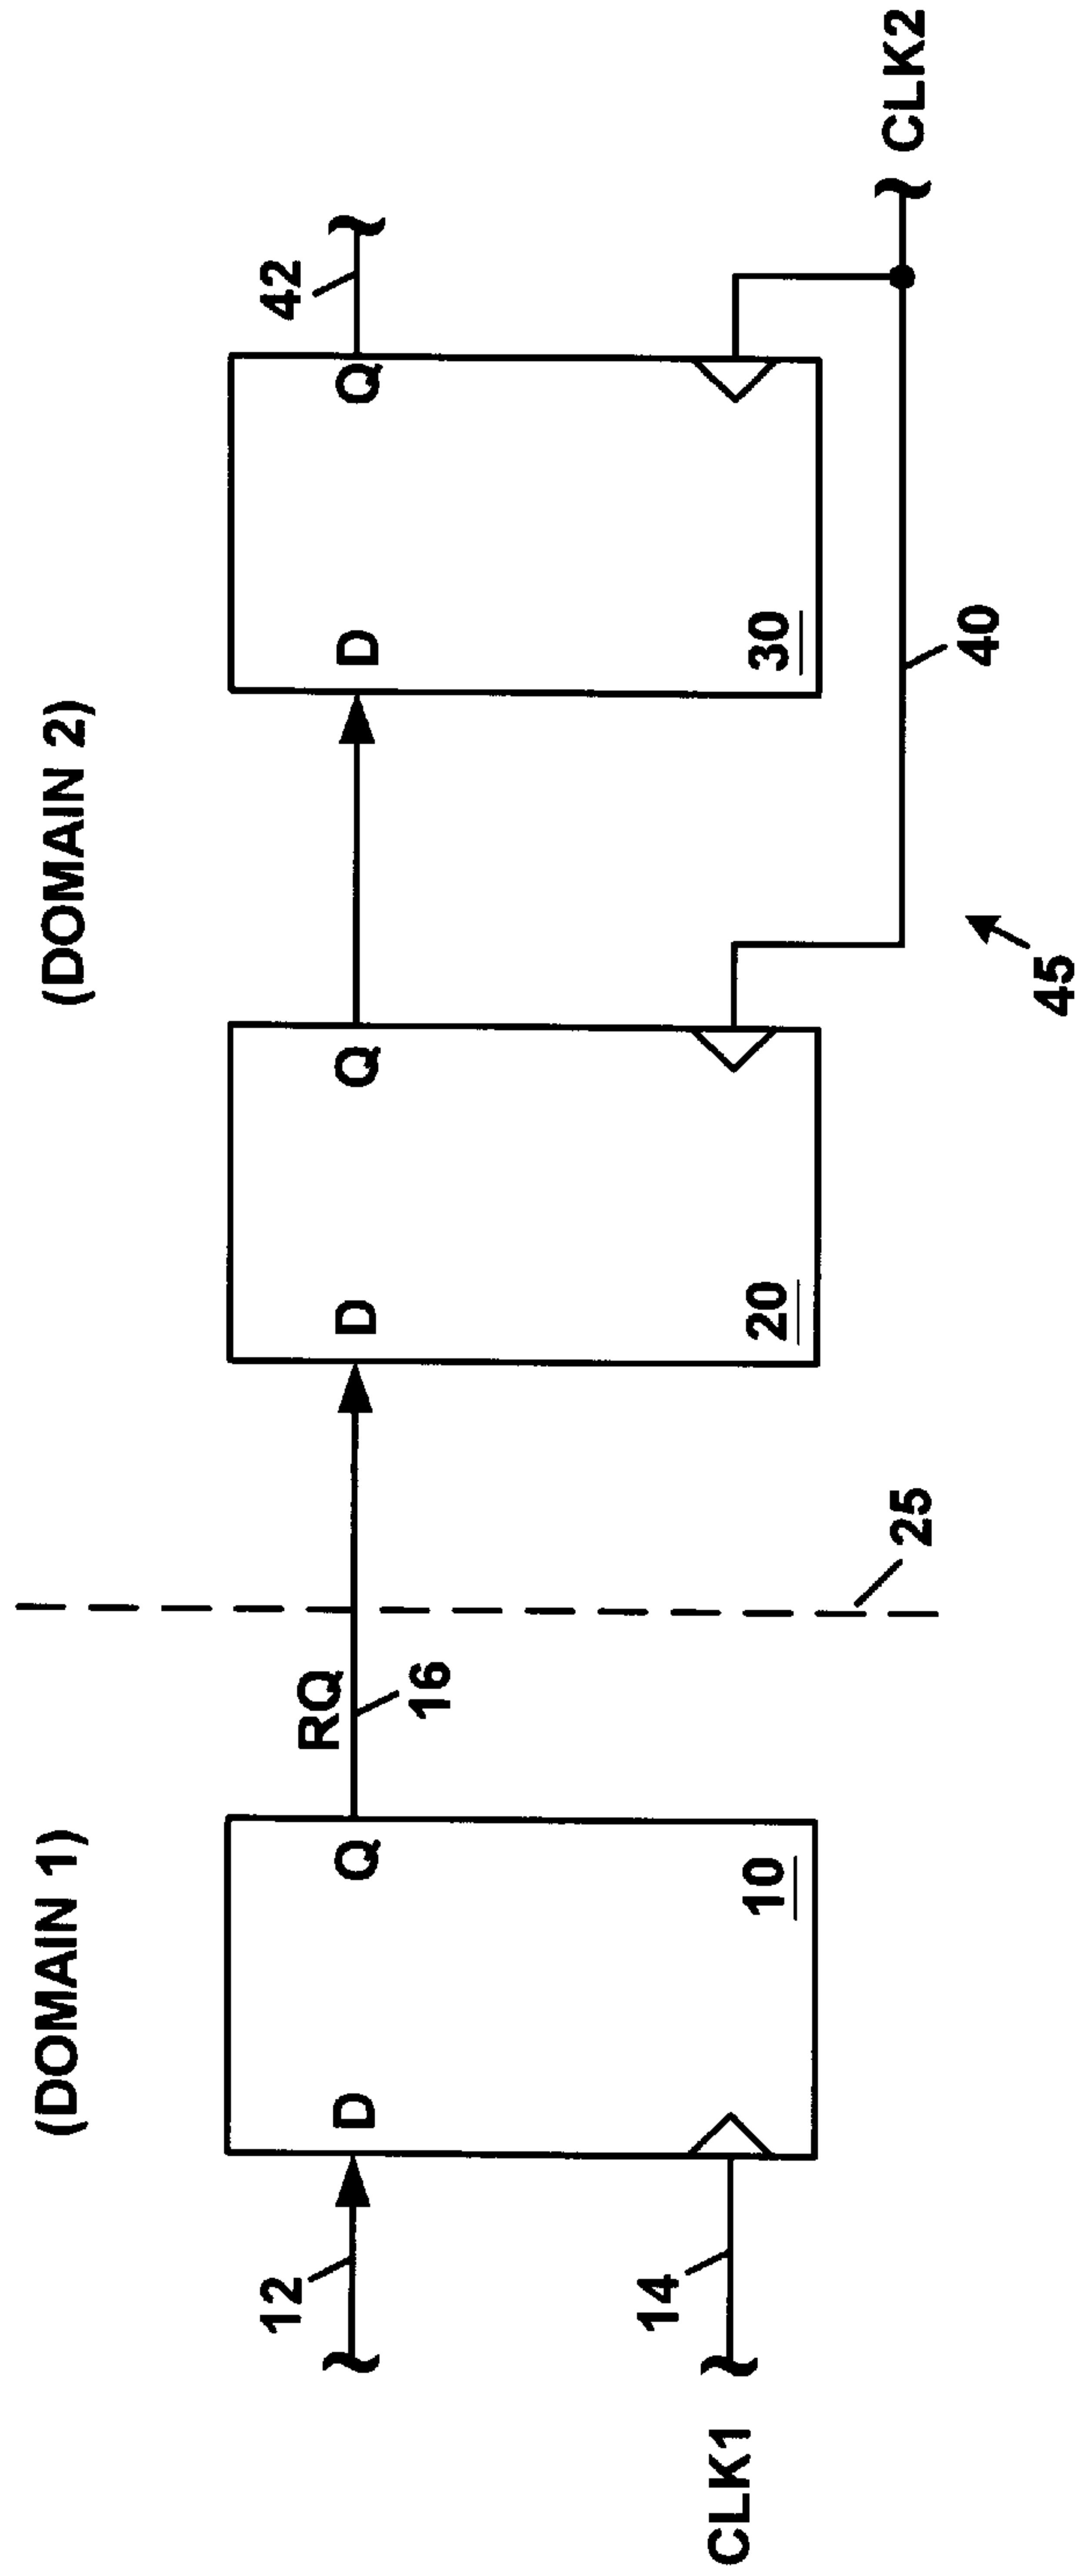 (DOMAIN 1)
(DOMAIN 2)
12
D
Q
RQ
16
D
Q
D
Q
42
14
CLK1
10
20
30
25
40
CLK2
45